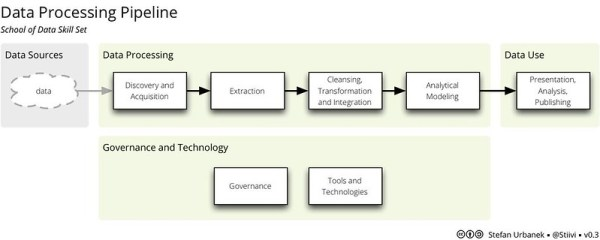 Data Processing Pipeline
School of Data Skill Set
Data Sources
data
Data Processing
Discovery and
Acquisition
Extraction
Cleansing,
Transformation
and Integration
Analytical
Modeling
Data Use
Presentation,
Analysis,
Publishing
Governance and Technology
Governance
Tools and
Technologies
Stefan Urbanek • @Stiivi • v0.3